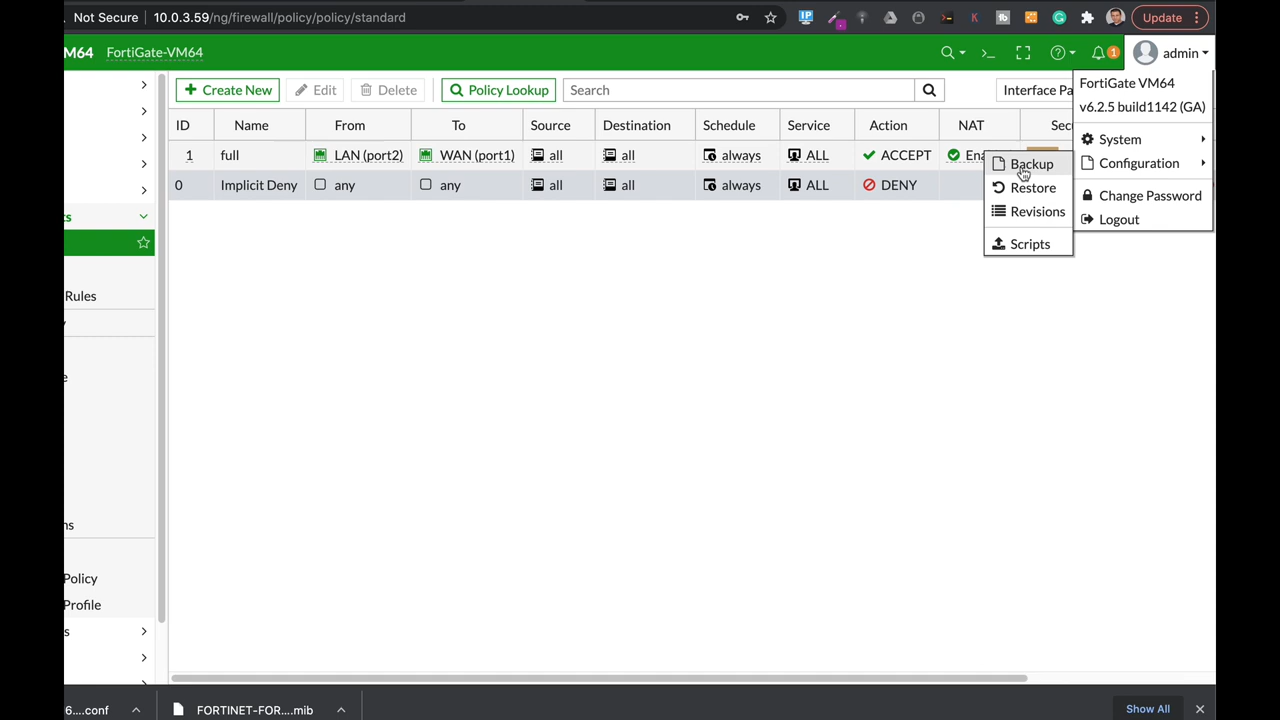 Not Secure 10.0.3.59/ng/firewall/policy/policy/standard
Update
VM64 FortiGate-VM64
1 admin
Create New Edit Delete Policy Lookup Search Interface Pa
FortiGate VM64
v6.2.5 build1142 (GA)
System
Configuration
Change Password
Logout
Backup
Restore
Revisions
Scripts
ID Name From To Source Destination Schedule Service Action NAT Sec
1 full LAN (port2) WAN (port1) all all always ALL ACCEPT Ena
0 Implicit Deny any any all all always ALL DENY
ts
Rules
y
e
ns
Policy
Profile
s
6....conf FORTINET-FOR....mib Show All